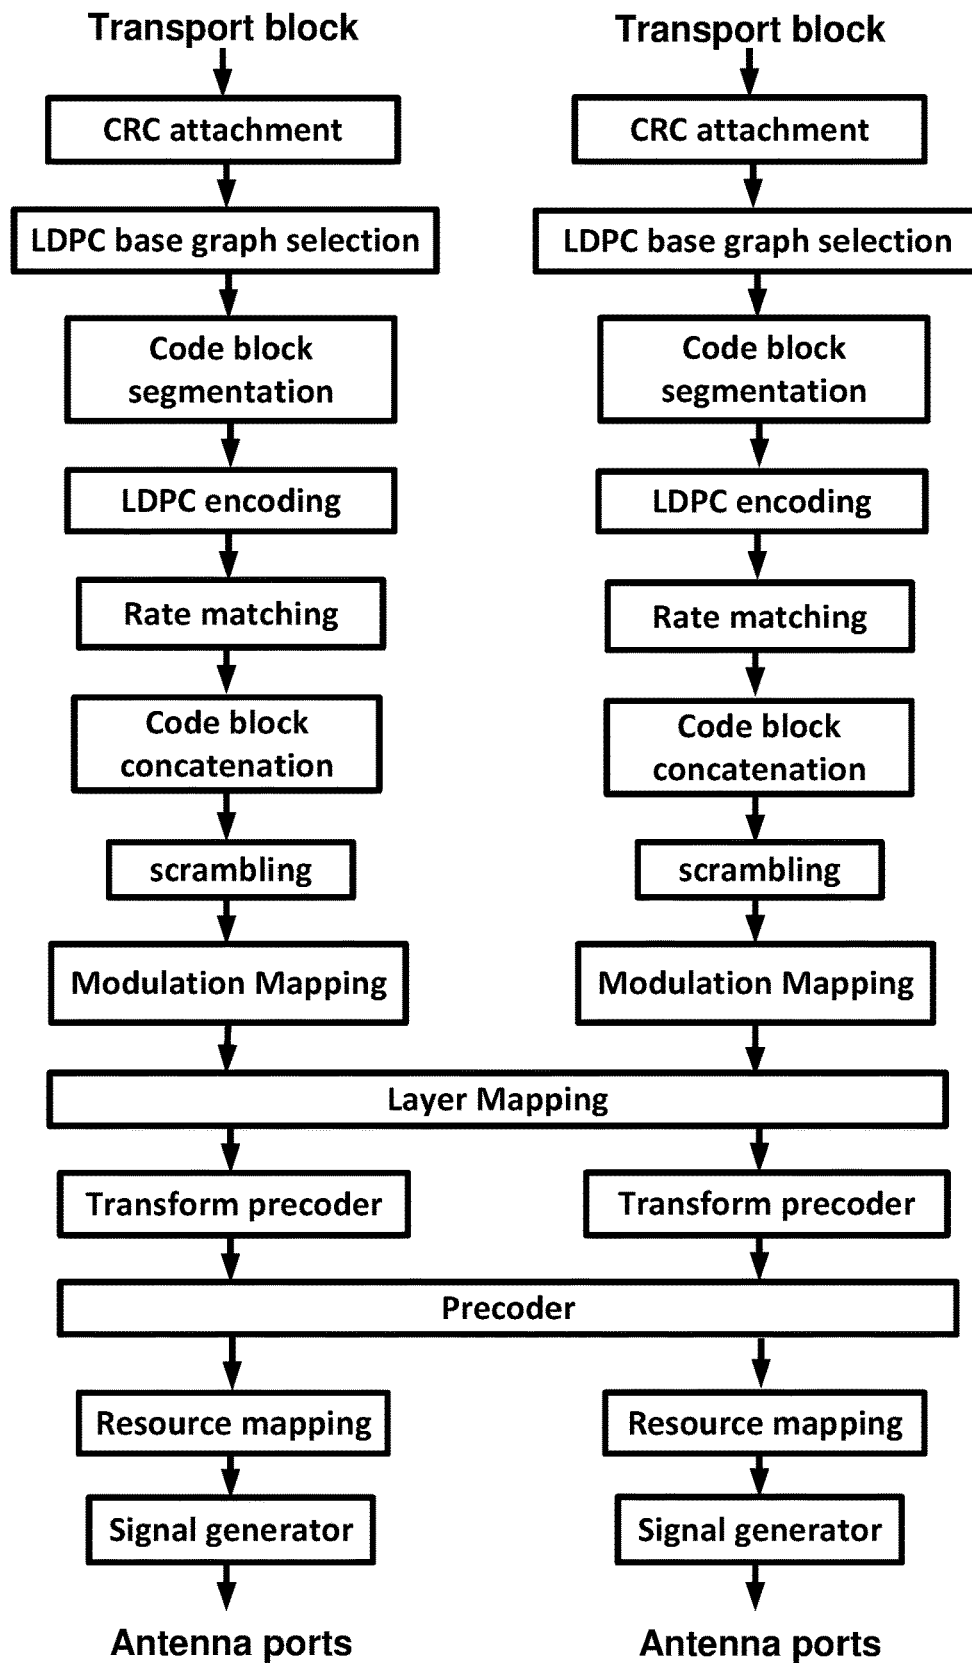 Transport block
Transport block
CRC attachment
CRC attachment
LDPC base graph selection
LDPC base graph selection
Code block
segmentation
Code block
segmentation
LDPC encoding
LDPC encoding
Rate matching
Rate matching
Code block
concatenation
Code block
concatenation
scrambling
scrambling
Modulation Mapping
Modulation Mapping
Layer Mapping
Transform precoder
Transform precoder
Precoder
Resource mapping
Resource mapping
Signal generator
Signal generator
Antenna ports
Antenna ports